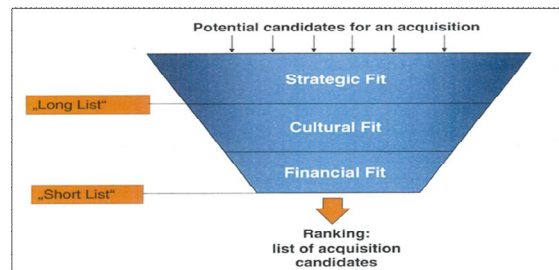 Potential candidates for an acquisition
Strategic Fit
„Long List“
Cultural Fit
Financial Fit
„Short List“
Ranking:
list of acquisition
candidates